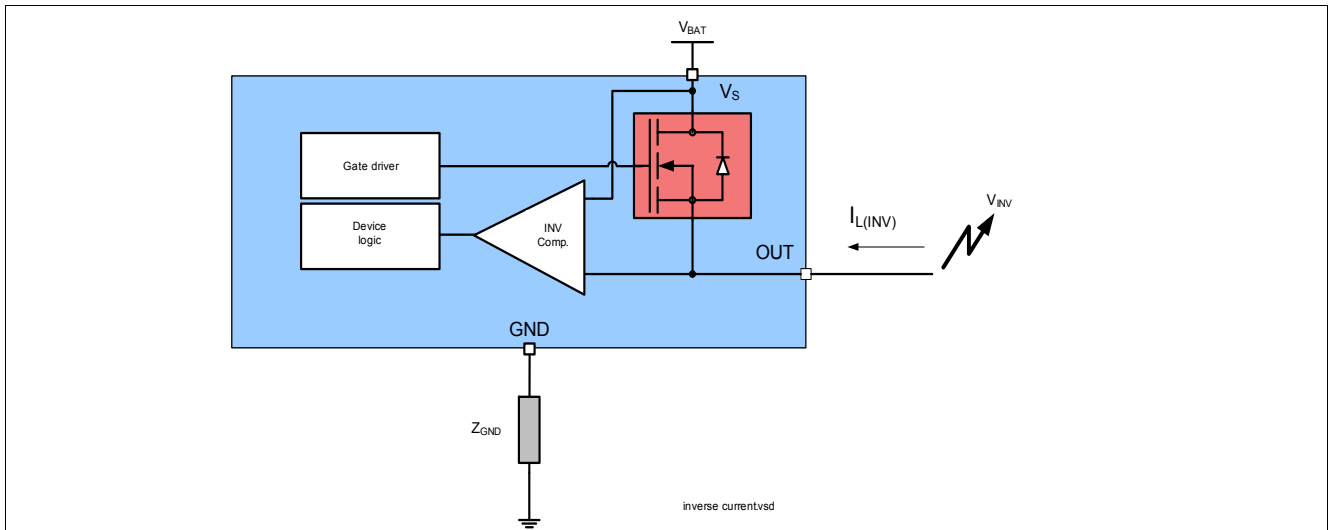 VBAT
VS
Gate driver
Device
logic
INV
Comp.
IL(INV)
VINV
OUT
GND
ZGND
inverse current.vsd